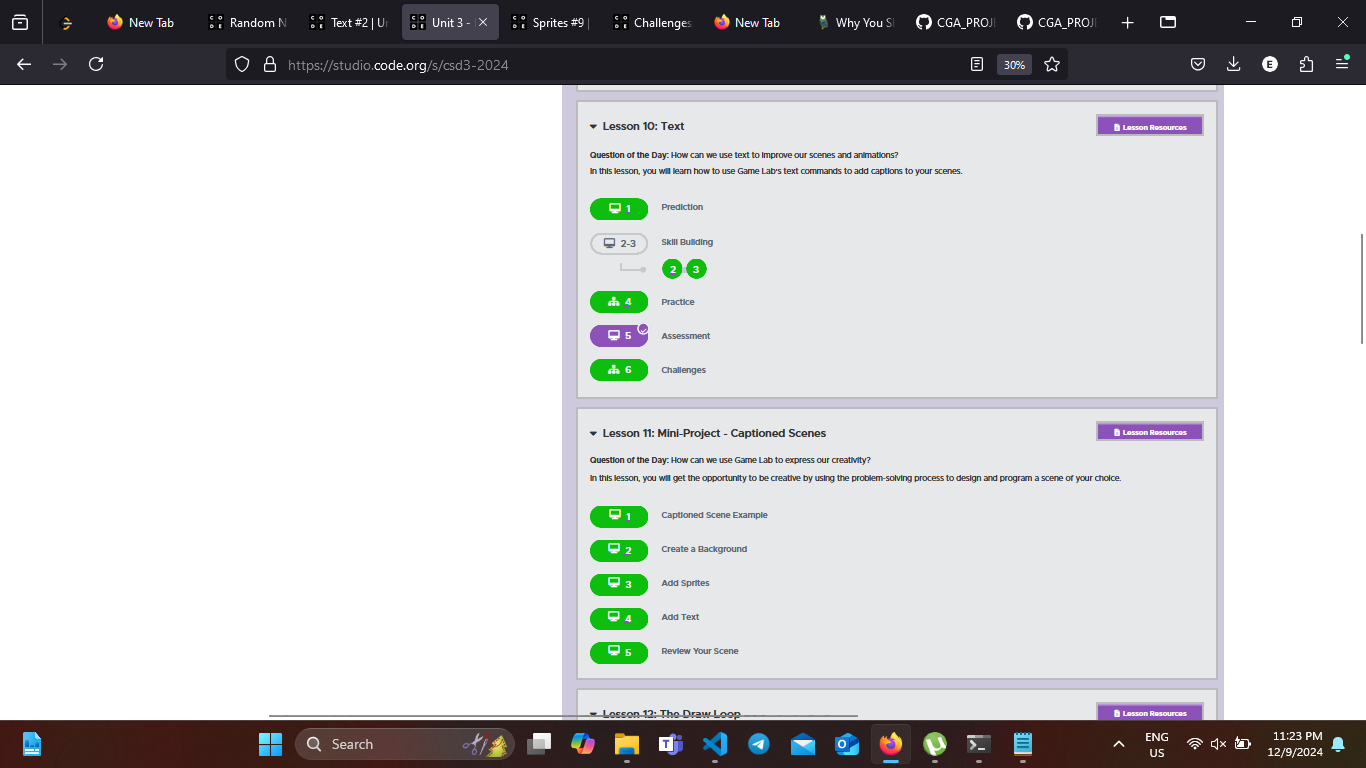 New Tab
Random N
Text #2 | Un
Unit 3 -
Sprites #9 |
Challenges
New Tab
Why You Sh
CGA_PROJE
CGA_PROJE
https://studio.code.org/s/csd3-2024
30%
E
Lesson 10: Text
Lesson Resources
Question of the Day: How can we use text to improve our scenes and animations?
In this lesson, you will learn how to use Game Lab's text commands to add captions to your scenes.
1 Prediction
2-3 Skill Building
2 3
4 Practice
5 Assessment
6 Challenges
Lesson 11: Mini-Project - Captioned Scenes
Lesson Resources
Question of the Day: How can we use Game Lab to express our creativity?
In this lesson, you will get the opportunity to be creative by using the problem-solving process to design and program a scene of your choice.
1 Captioned Scene Example
2 Create a Background
3 Add Sprites
4 Add Text
5 Review Your Scene
Lesson 12: The Draw Loop
Lesson Resources
Search
ENG
US
11:23 PM
12/9/2024